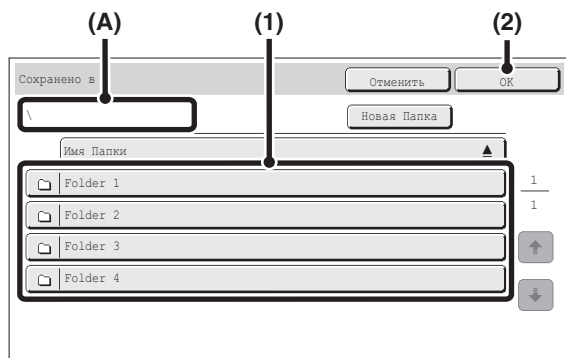 (A) (1) (2)
Сохранено в
Отменить
OK
\
Новая Папка
Имя Папки
Folder 1
Folder 2
Folder 3
Folder 4
1
1